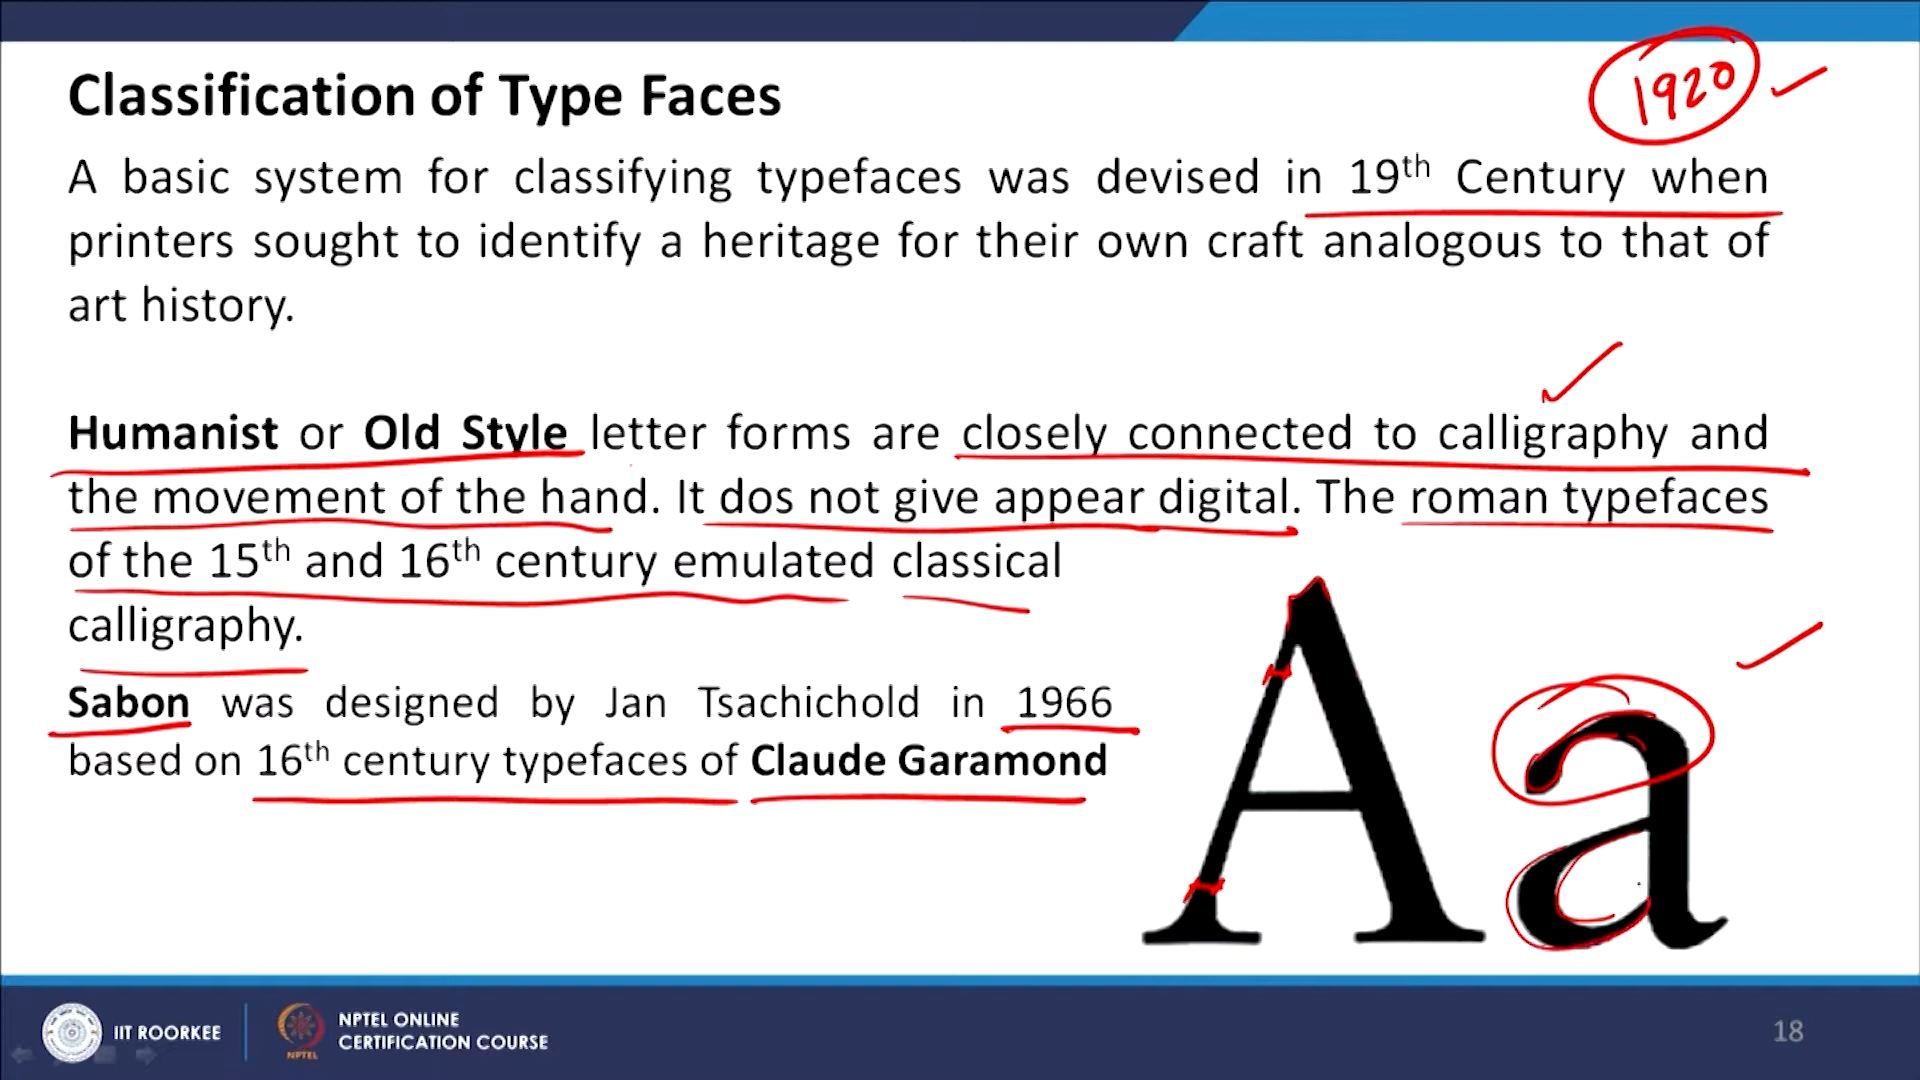 Classification of Type Faces
1920
A basic system for classifying typefaces was devised in 19th Century when
printers sought to identify a heritage for their own craft analogous to that of
art history.
Humanist or Old Style letter forms are closely connected to calligraphy and
the movement of the hand. It dos not give appear digital. The roman typefaces
of the 15th and 16th century emulated classical
calligraphy.
Sabon was designed by Jan Tsachichold in 1966
based on 16th century typefaces of Claude Garamond
Aa
IIT ROORKEE
NPTEL
NPTEL ONLINE
CERTIFICATION COURSE
18